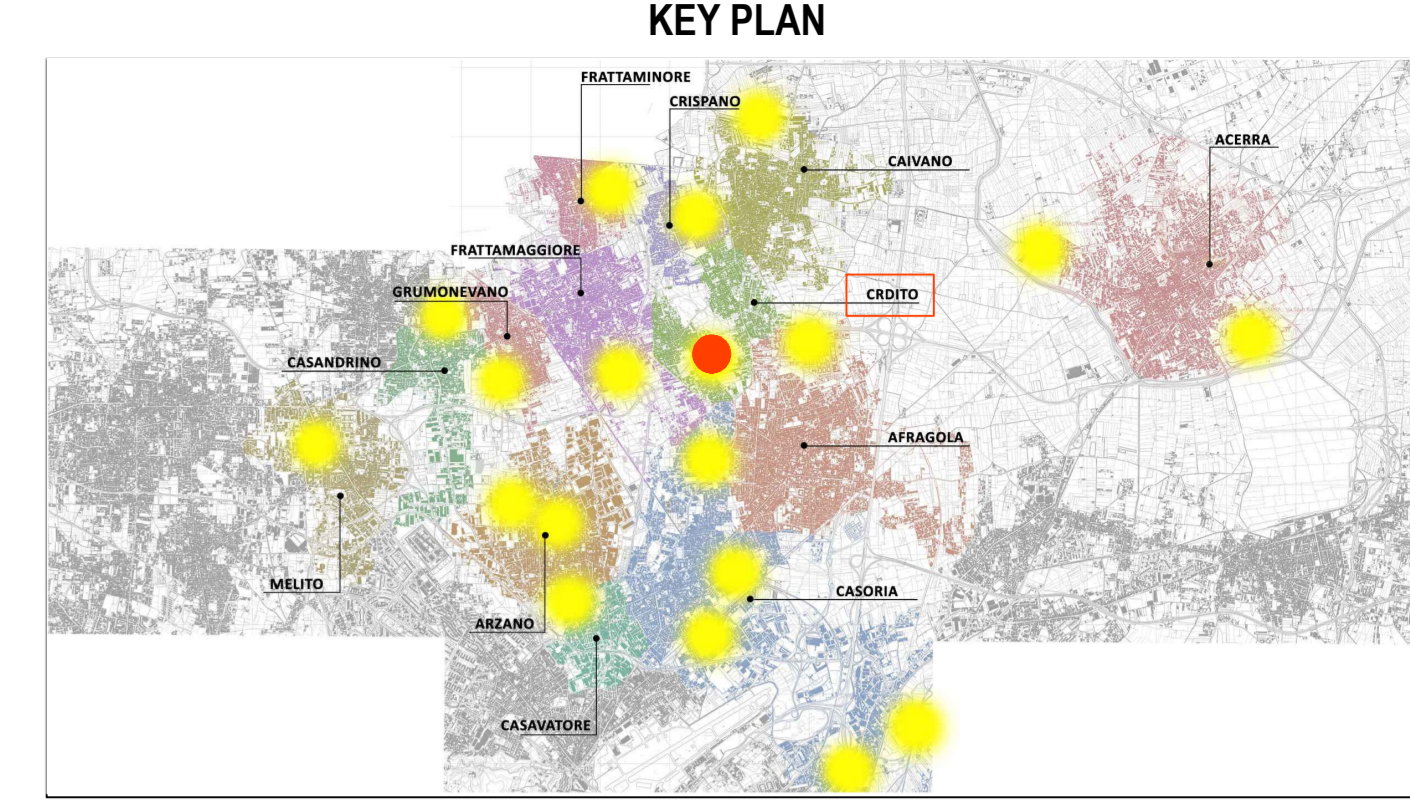 KEY PLAN
FRATTAMINORE
CRISPANO
ACERRA
CAIVANO
FRATTAMAGGIORE
GRUMONEVANO
CRDITO
CASANDRINO
AFRAGOLA
MELITO
CASORIA
ARZANO
CASAVATORE